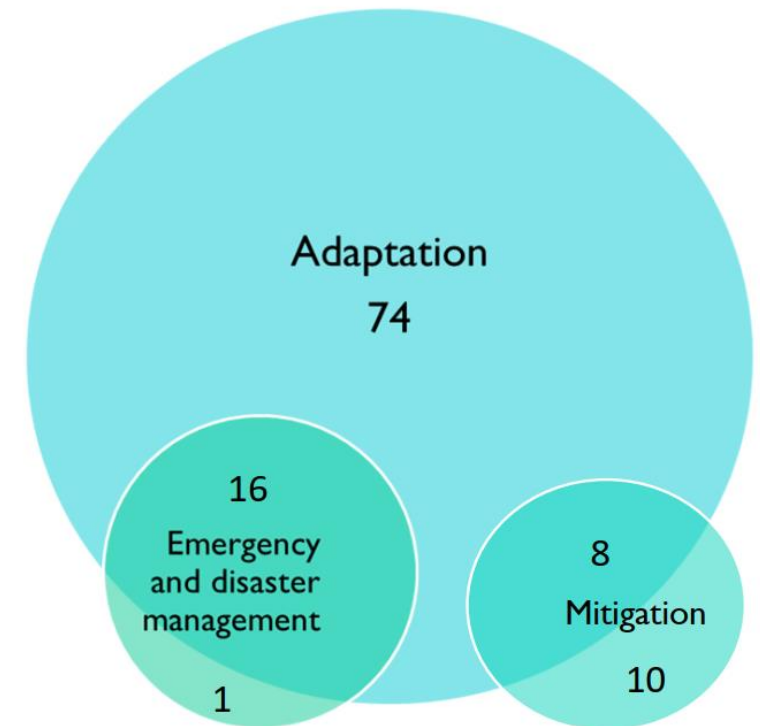 Adaptation
74
16
Emergency
and disaster
management
1
8
Mitigation
10